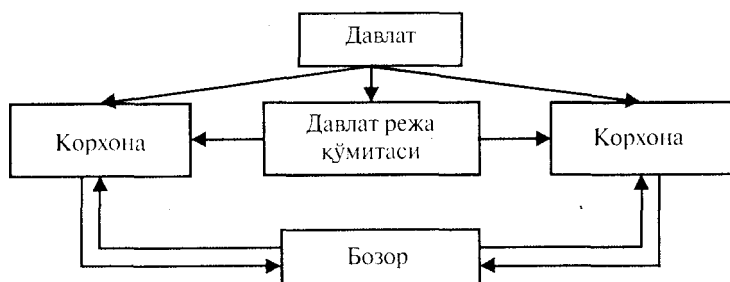 Давлат
Корхона
Давлат режа
қўмитаси
Корхона
Бозор